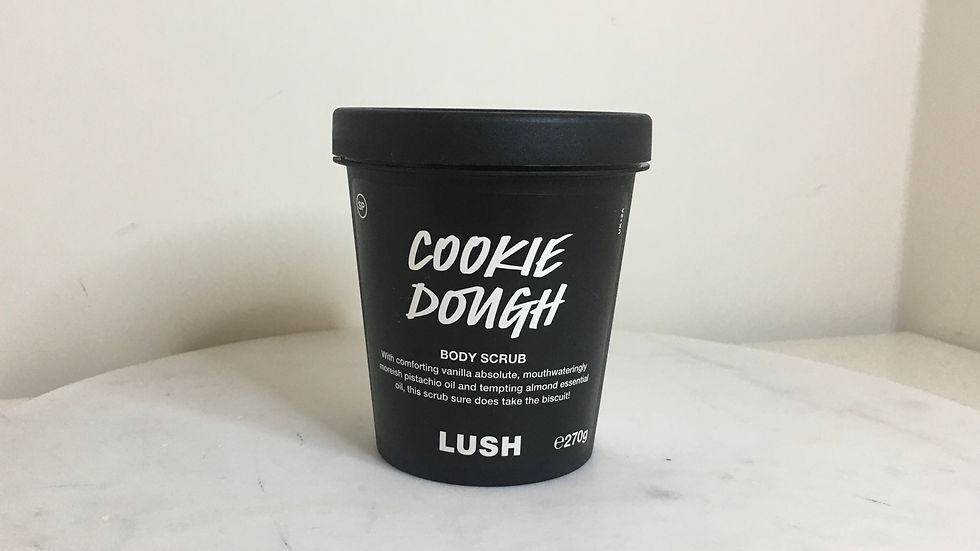 SP
COOKIE
DOUGH
BODY SCRUB
With comforting vanilla absolute, mouthwateringly
moreish pistachio oil and tempting almond essential
oil, this scrub sure does take the biscuit!
LUSH
℮270g